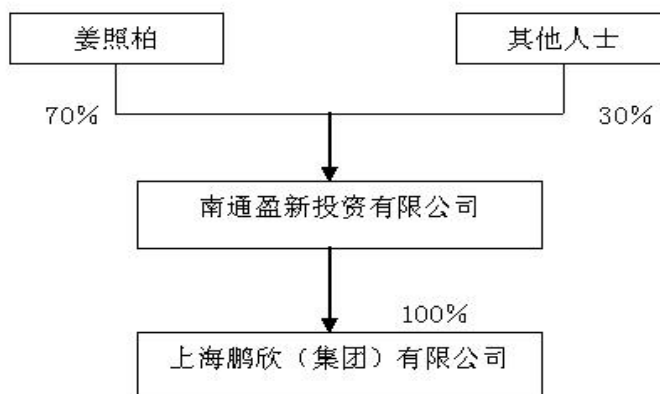 姜照柏
其他人士
70%
30%
南通盈新投资有限公司
100%
上海鹏欣（集团）有限公司